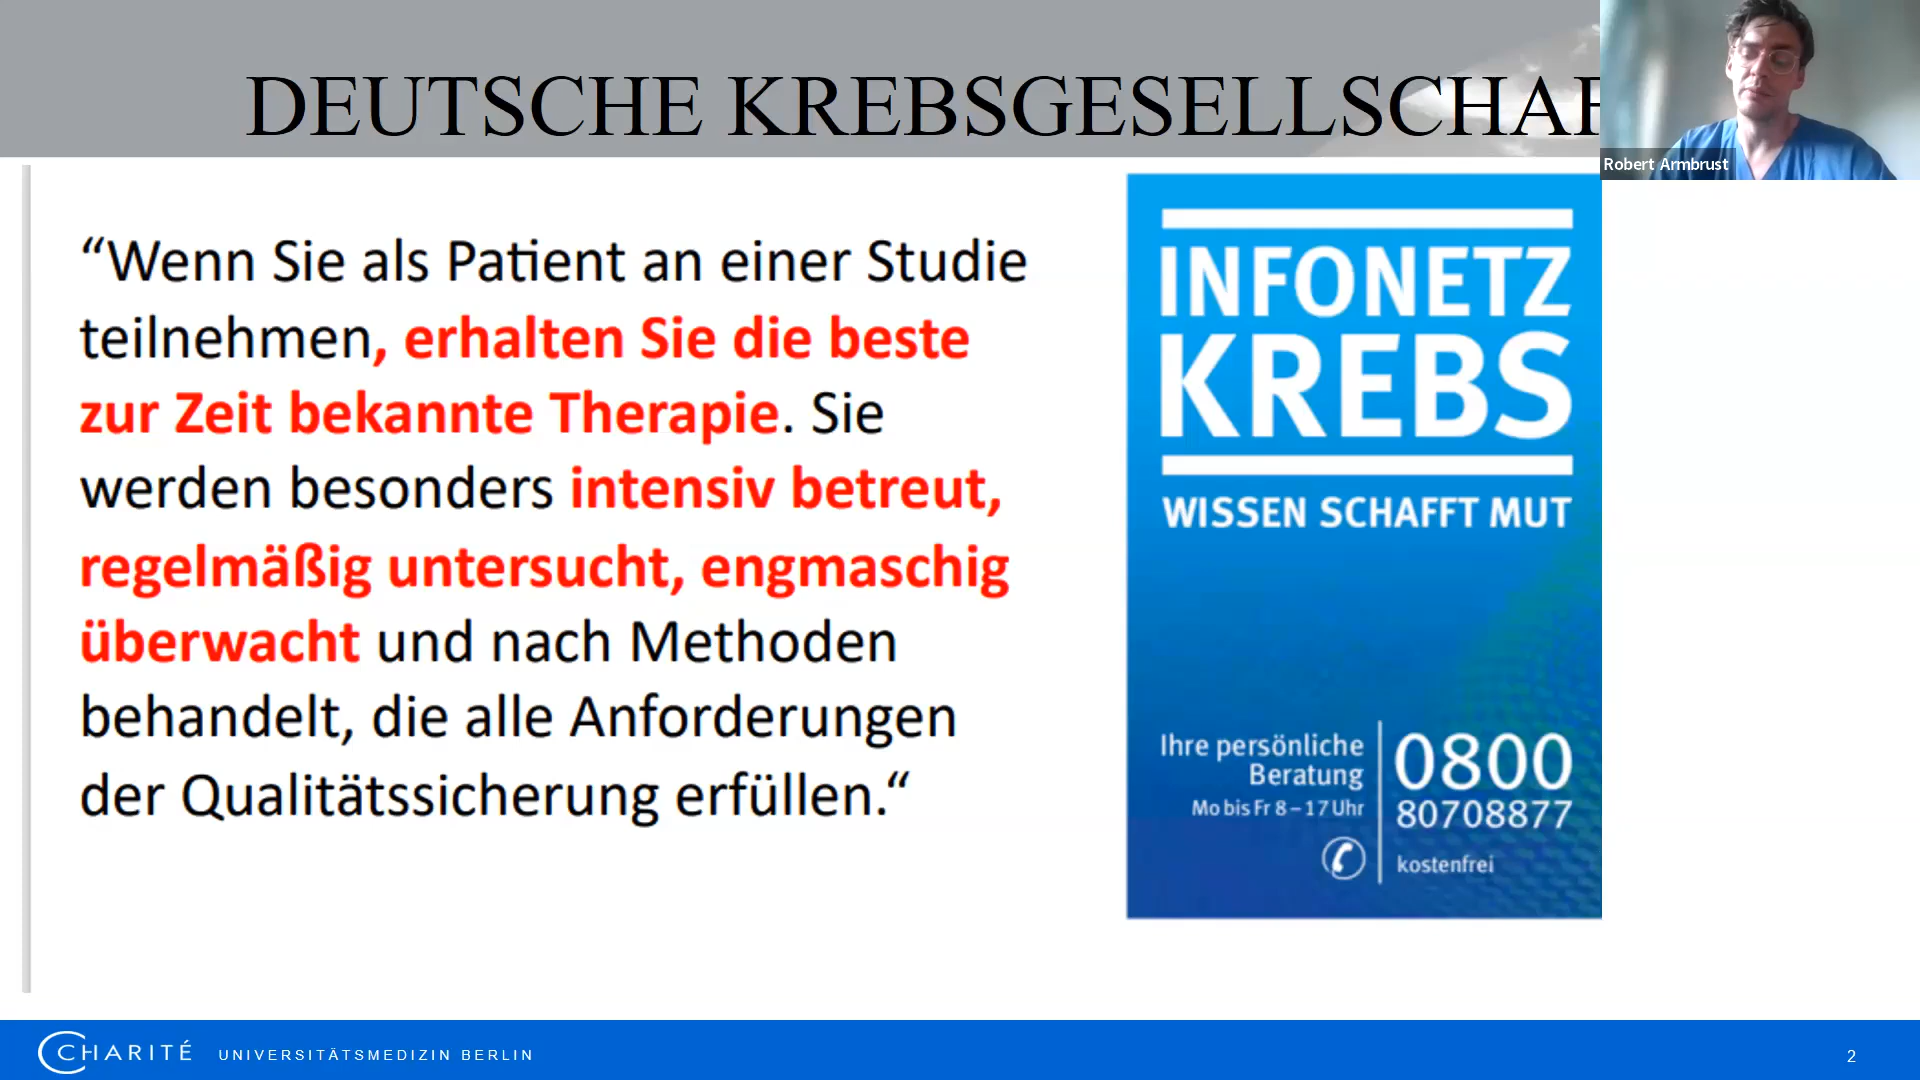 DEUTSCHE KREBSGESELLSCHAF
Robert Armbrust
“Wenn Sie als Patient an einer Studie
teilnehmen, erhalten Sie die beste
zur Zeit bekannte Therapie. Sie
werden besonders intensiv betreut,
regelmäßig untersucht, engmaschig
überwacht und nach Methoden
behandelt, die alle Anforderungen
der Qualitätssicherung erfüllen.“
INFONETZ
KREBS
WISSEN SCHAFFT MUT
Ihre persönliche
Beratung
Mo bis Fr 8 – 17 Uhr
0800
80708877
kostenfrei
CHARITÉ UNIVERSITÄTSMEDIZIN BERLIN
2